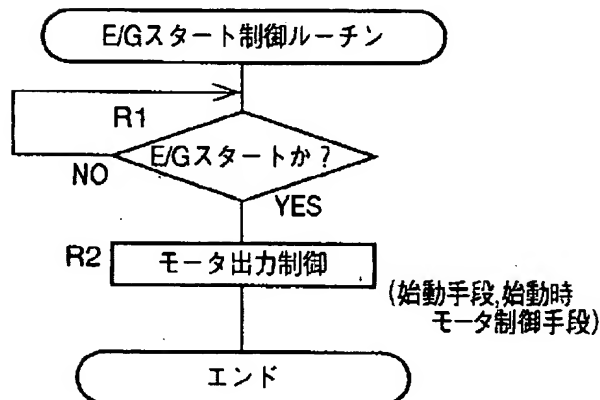 E/Gスタート制御ルーチン
R1
E/Gスタートか?
NO
YES
R2
モータ出力制御
(始動手段,始動時
モータ制御手段)
エンド